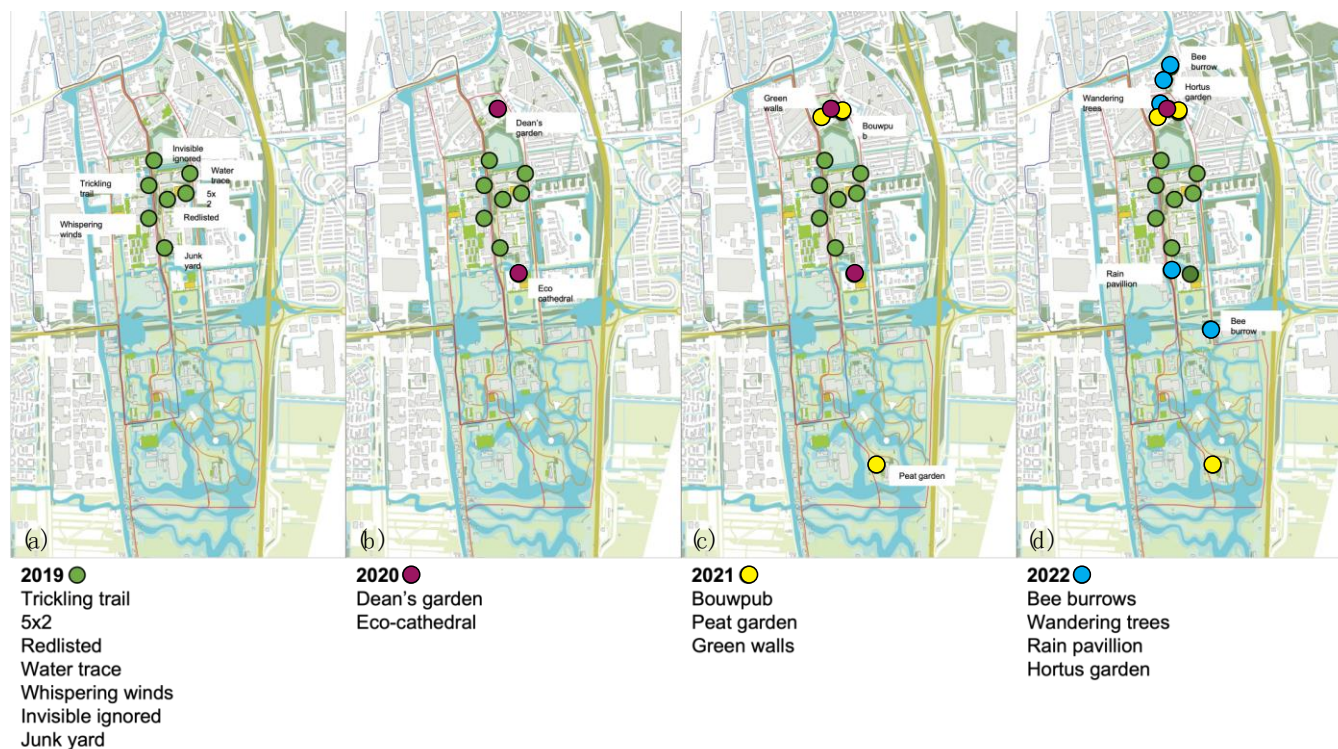 Invisible
ignored
Water
trace
Trickling
trail
5x
2
Redlisted
Whispering
winds
Junk
yard
(a)
Dean's
garden
Eco
cathedral
(b)
Green
walls
Bouwpu
b
Peat garden
(c)
Bee
burrow
Hortus
garden
Wandering
trees
Rain
pavillion
Bee
burrow
(d)
2019
Trickling trail
5x2
Redlisted
Water trace
Whispering winds
Invisible ignored
Junk yard
2020
Dean's garden
Eco-cathedral
2021
Bouwpub
Peat garden
Green walls
2022
Bee burrows
Wandering trees
Rain pavillion
Hortus garden